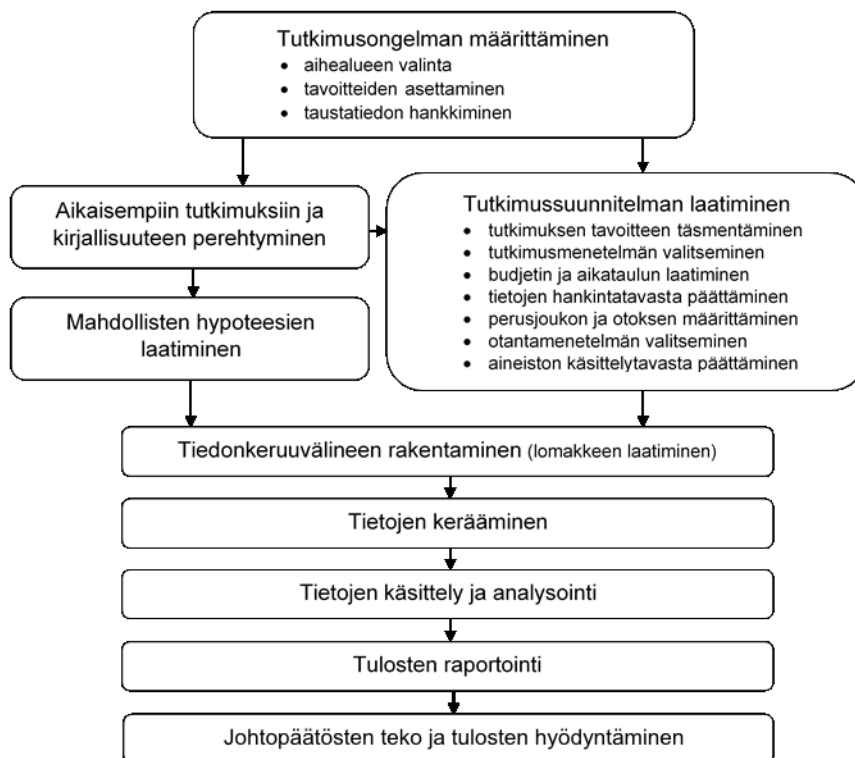 Tutkimusongelman määrittäminen
• aihealueen valinta
• tavoitteiden asettaminen
• taustatiedon hankkiminen
Aikaisempiin tutkimuksiin ja
kirjallisuuteen perehtyminen
Mahdollisten hypoteesien
laatiminen
Tutkimussuunnitelman laatiminen
• tutkimuksen tavoitteen täsmentäminen
• tutkimusmenetelmän valitseminen
• budjetin ja aikataulun laatiminen
• tietojen hankintatavasta päättäminen
• perusjoukon ja otoksen määrittäminen
• otantamenetelmän valitseminen
• aineiston käsittelytavasta päättäminen
Tiedonkeruuvälineen rakentaminen (lomakkeen laatiminen)
Tietojen kerääminen
Tietojen käsittely ja analysointi
Tulosten raportointi
Johtopäätösten teko ja tulosten hyödyntäminen